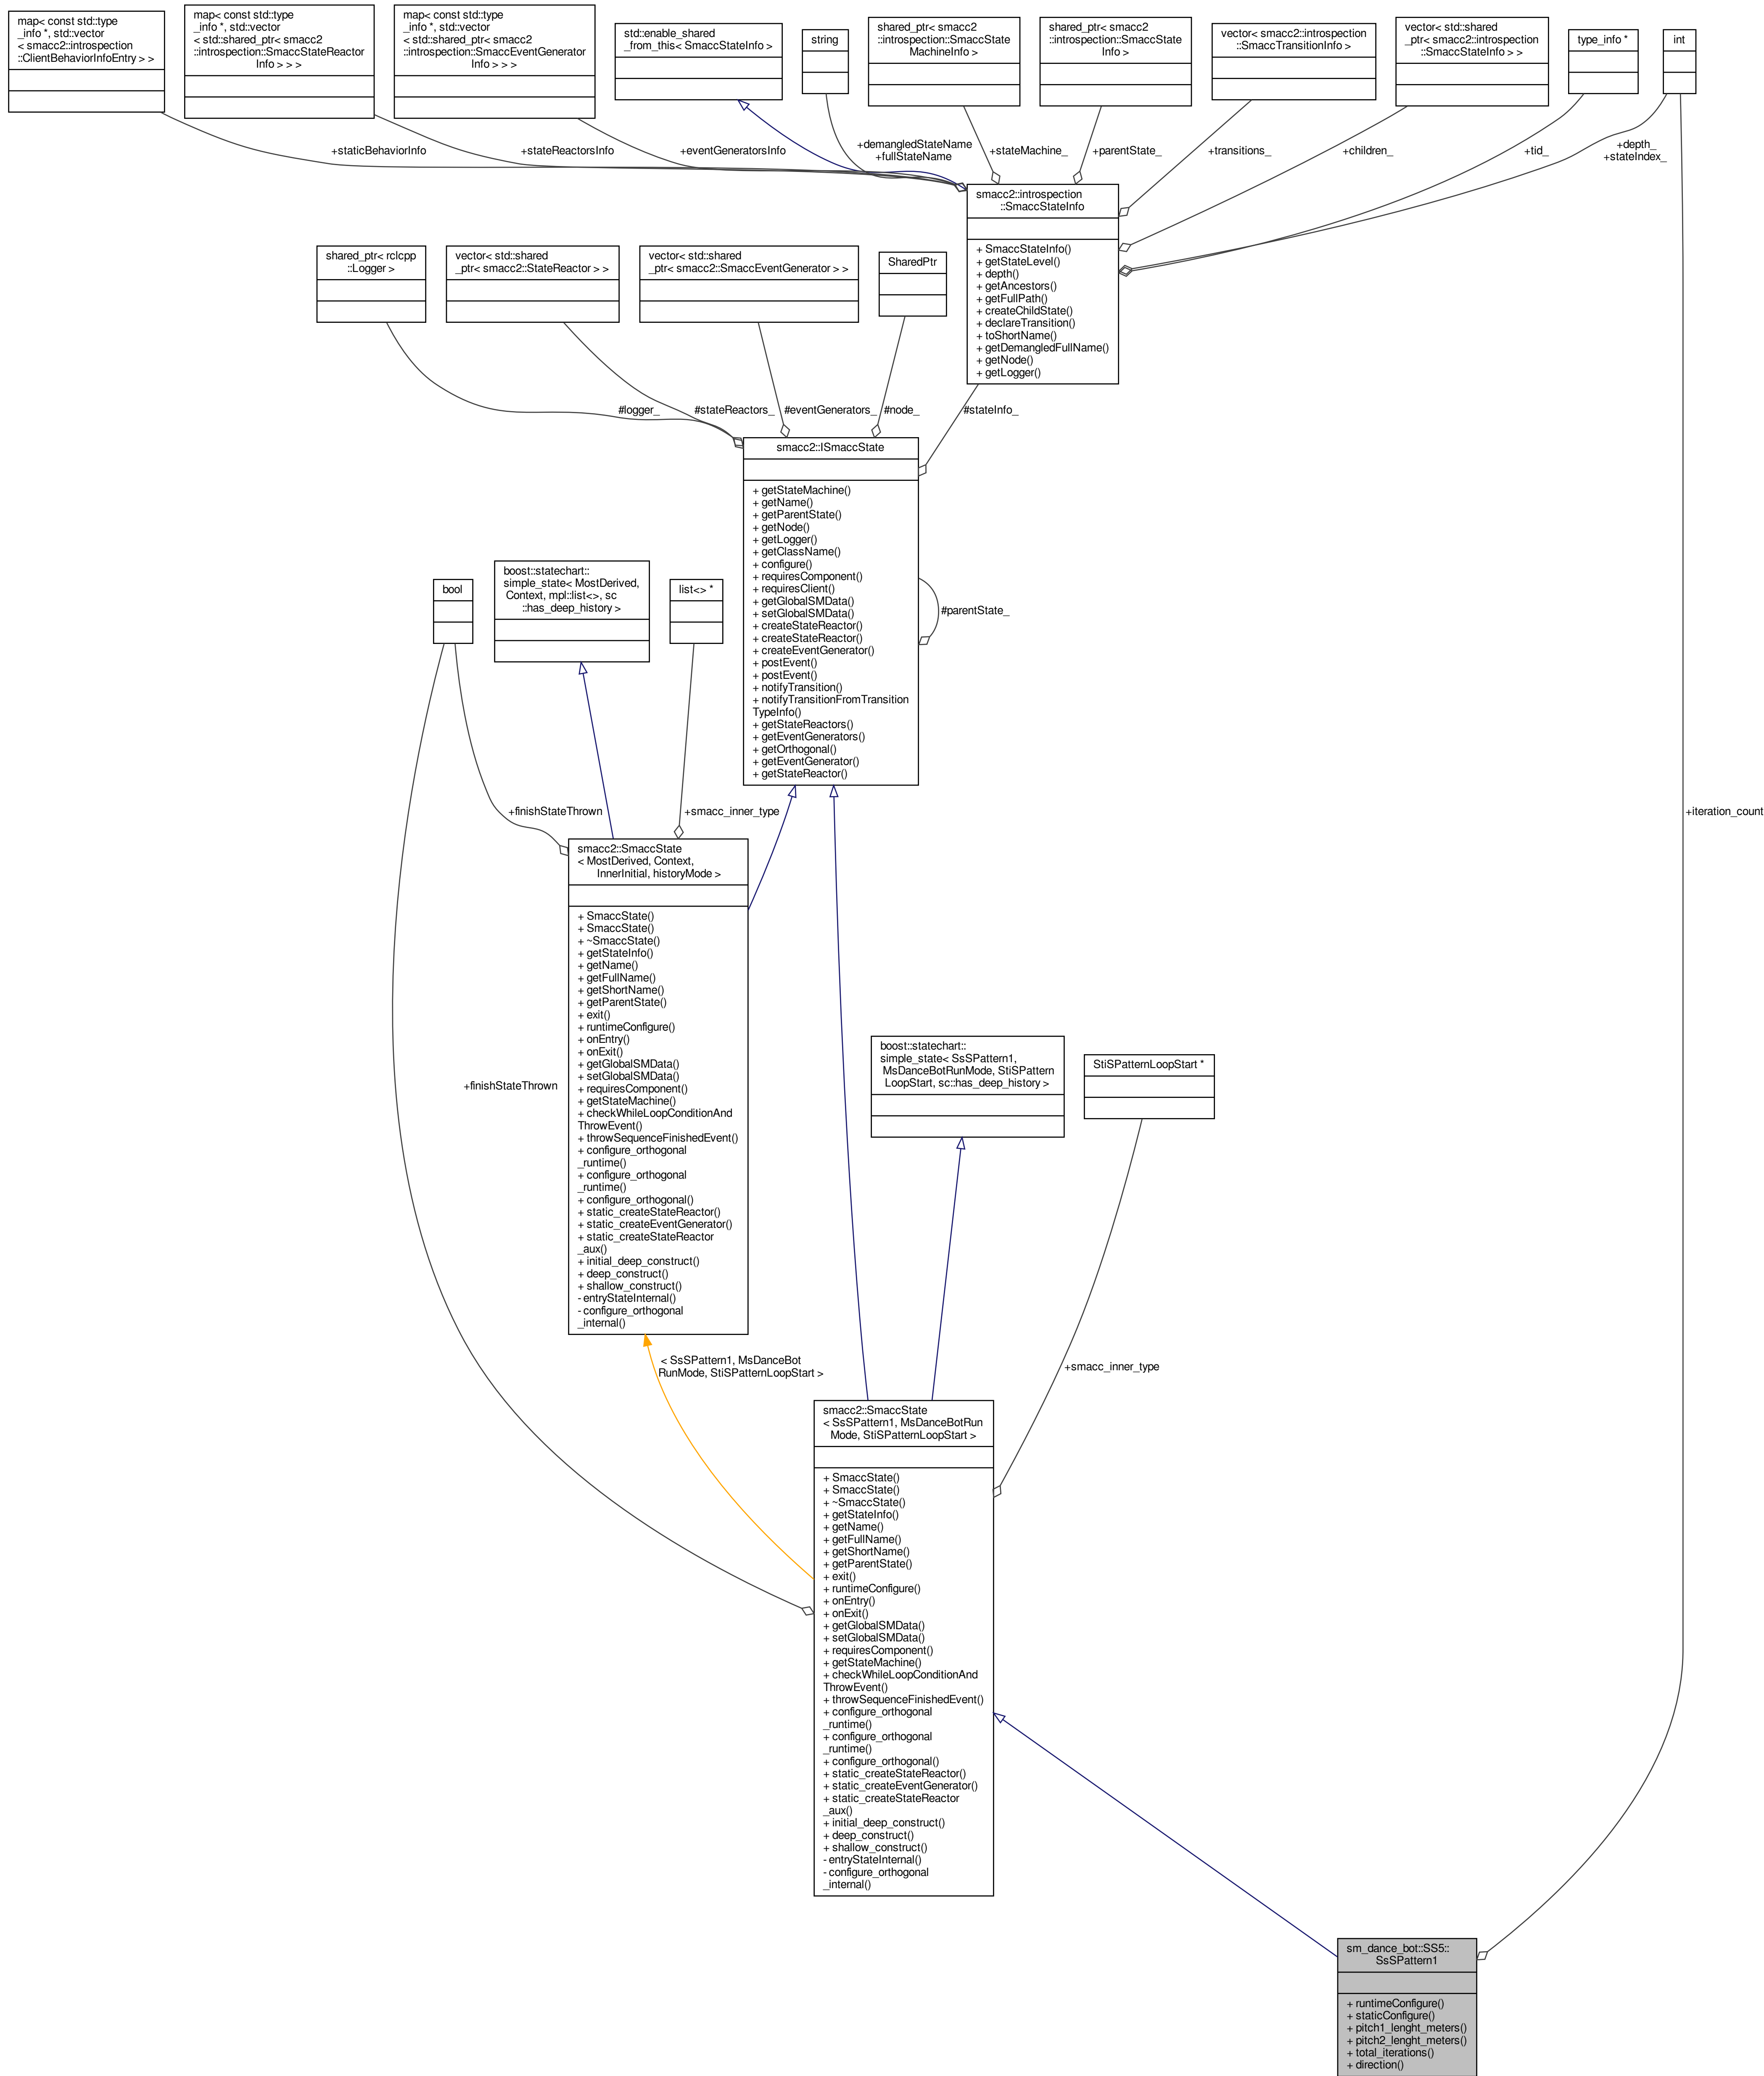 map< const std::type
_info *, std::vector
< smacc2::introspection
::ClientBehaviorInfoEntry > >
map< const std::type
_info *, std::vector
< std::shared_ptr< smacc2
::introspection::SmaccStateReactor
Info > > >
map< const std::type
_info *, std::vector
< std::shared_ptr< smacc2
::introspection::SmaccEventGenerator
Info > > >
std::enable_shared
_from_this< SmaccStateInfo >
string
shared_ptr< smacc2
::introspection::SmaccState
MachineInfo >
shared_ptr< smacc2
::introspection::SmaccState
Info >
vector< smacc2::introspection
::SmaccTransitionInfo >
vector< std::shared
_ptr< smacc2::introspection
::SmaccStateInfo > >
type_info *
int
+staticBehaviorInfo
+stateReactorsInfo
+eventGeneratorsInfo
+demangledStateName
+fullStateName
+stateMachine_
+parentState_
+transitions_
+children_
+tid_
+depth_
+stateIndex_
smacc2::introspection
::SmaccStateInfo
+ SmaccStateInfo()
+ getStateLevel()
+ depth()
+ getAncestors()
+ getFullPath()
+ createChildState()
+ declareTransition()
+ toShortName()
+ getDemangledFullName()
+ getNode()
+ getLogger()
shared_ptr< rclcpp
::Logger >
vector< std::shared
_ptr< smacc2::StateReactor > >
vector< std::shared
_ptr< smacc2::SmaccEventGenerator > >
SharedPtr
#logger_
#stateReactors_
#eventGenerators_
#node_
#stateInfo_
smacc2::ISmaccState
+ getStateMachine()
+ getName()
+ getParentState()
+ getNode()
+ getLogger()
+ getClassName()
+ configure()
+ requiresComponent()
+ requiresClient()
+ getGlobalSMData()
+ setGlobalSMData()
+ createStateReactor()
+ createStateReactor()
+ createEventGenerator()
+ postEvent()
+ postEvent()
+ notifyTransition()
+ notifyTransitionFromTransition
TypeInfo()
+ getStateReactors()
+ getEventGenerators()
+ getOrthogonal()
+ getEventGenerator()
+ getStateReactor()
#parentState_
bool
boost::statechart::
simple_state< MostDerived,
Context, mpl::list<>, sc
::has_deep_history >
list<> *
+finishStateThrown
+smacc_inner_type
+iteration_count
smacc2::SmaccState
< MostDerived, Context,
InnerInitial, historyMode >
+ SmaccState()
+ SmaccState()
+ ~SmaccState()
+ getStateInfo()
+ getName()
+ getFullName()
+ getShortName()
+ getParentState()
+ exit()
+ runtimeConfigure()
+ onEntry()
+ onExit()
+ getGlobalSMData()
+ setGlobalSMData()
+ requiresComponent()
+ getStateMachine()
+ checkWhileLoopConditionAnd
ThrowEvent()
+ throwSequenceFinishedEvent()
+ configure_orthogonal
_runtime()
+ configure_orthogonal
_runtime()
+ configure_orthogonal()
+ static_createStateReactor()
+ static_createEventGenerator()
+ static_createStateReactor
_aux()
+ initial_deep_construct()
+ deep_construct()
+ shallow_construct()
- entryStateInternal()
- configure_orthogonal
_internal()
+finishStateThrown
boost::statechart::
simple_state< SsSPattern1,
MsDanceBotRunMode, StiSPattern
LoopStart, sc::has_deep_history >
StiSPatternLoopStart *
< SsSPattern1, MsDanceBot
RunMode, StiSPatternLoopStart >
+smacc_inner_type
smacc2::SmaccState
< SsSPattern1, MsDanceBotRun
Mode, StiSPatternLoopStart >
+ SmaccState()
+ SmaccState()
+ ~SmaccState()
+ getStateInfo()
+ getName()
+ getFullName()
+ getShortName()
+ getParentState()
+ exit()
+ runtimeConfigure()
+ onEntry()
+ onExit()
+ getGlobalSMData()
+ setGlobalSMData()
+ requiresComponent()
+ getStateMachine()
+ checkWhileLoopConditionAnd
ThrowEvent()
+ throwSequenceFinishedEvent()
+ configure_orthogonal
_runtime()
+ configure_orthogonal
_runtime()
+ configure_orthogonal()
+ static_createStateReactor()
+ static_createEventGenerator()
+ static_createStateReactor
_aux()
+ initial_deep_construct()
+ deep_construct()
+ shallow_construct()
- entryStateInternal()
- configure_orthogonal
_internal()
sm_dance_bot::SS5::
SsSPattern1
+ runtimeConfigure()
+ staticConfigure()
+ pitch1_lenght_meters()
+ pitch2_lenght_meters()
+ total_iterations()
+ direction()